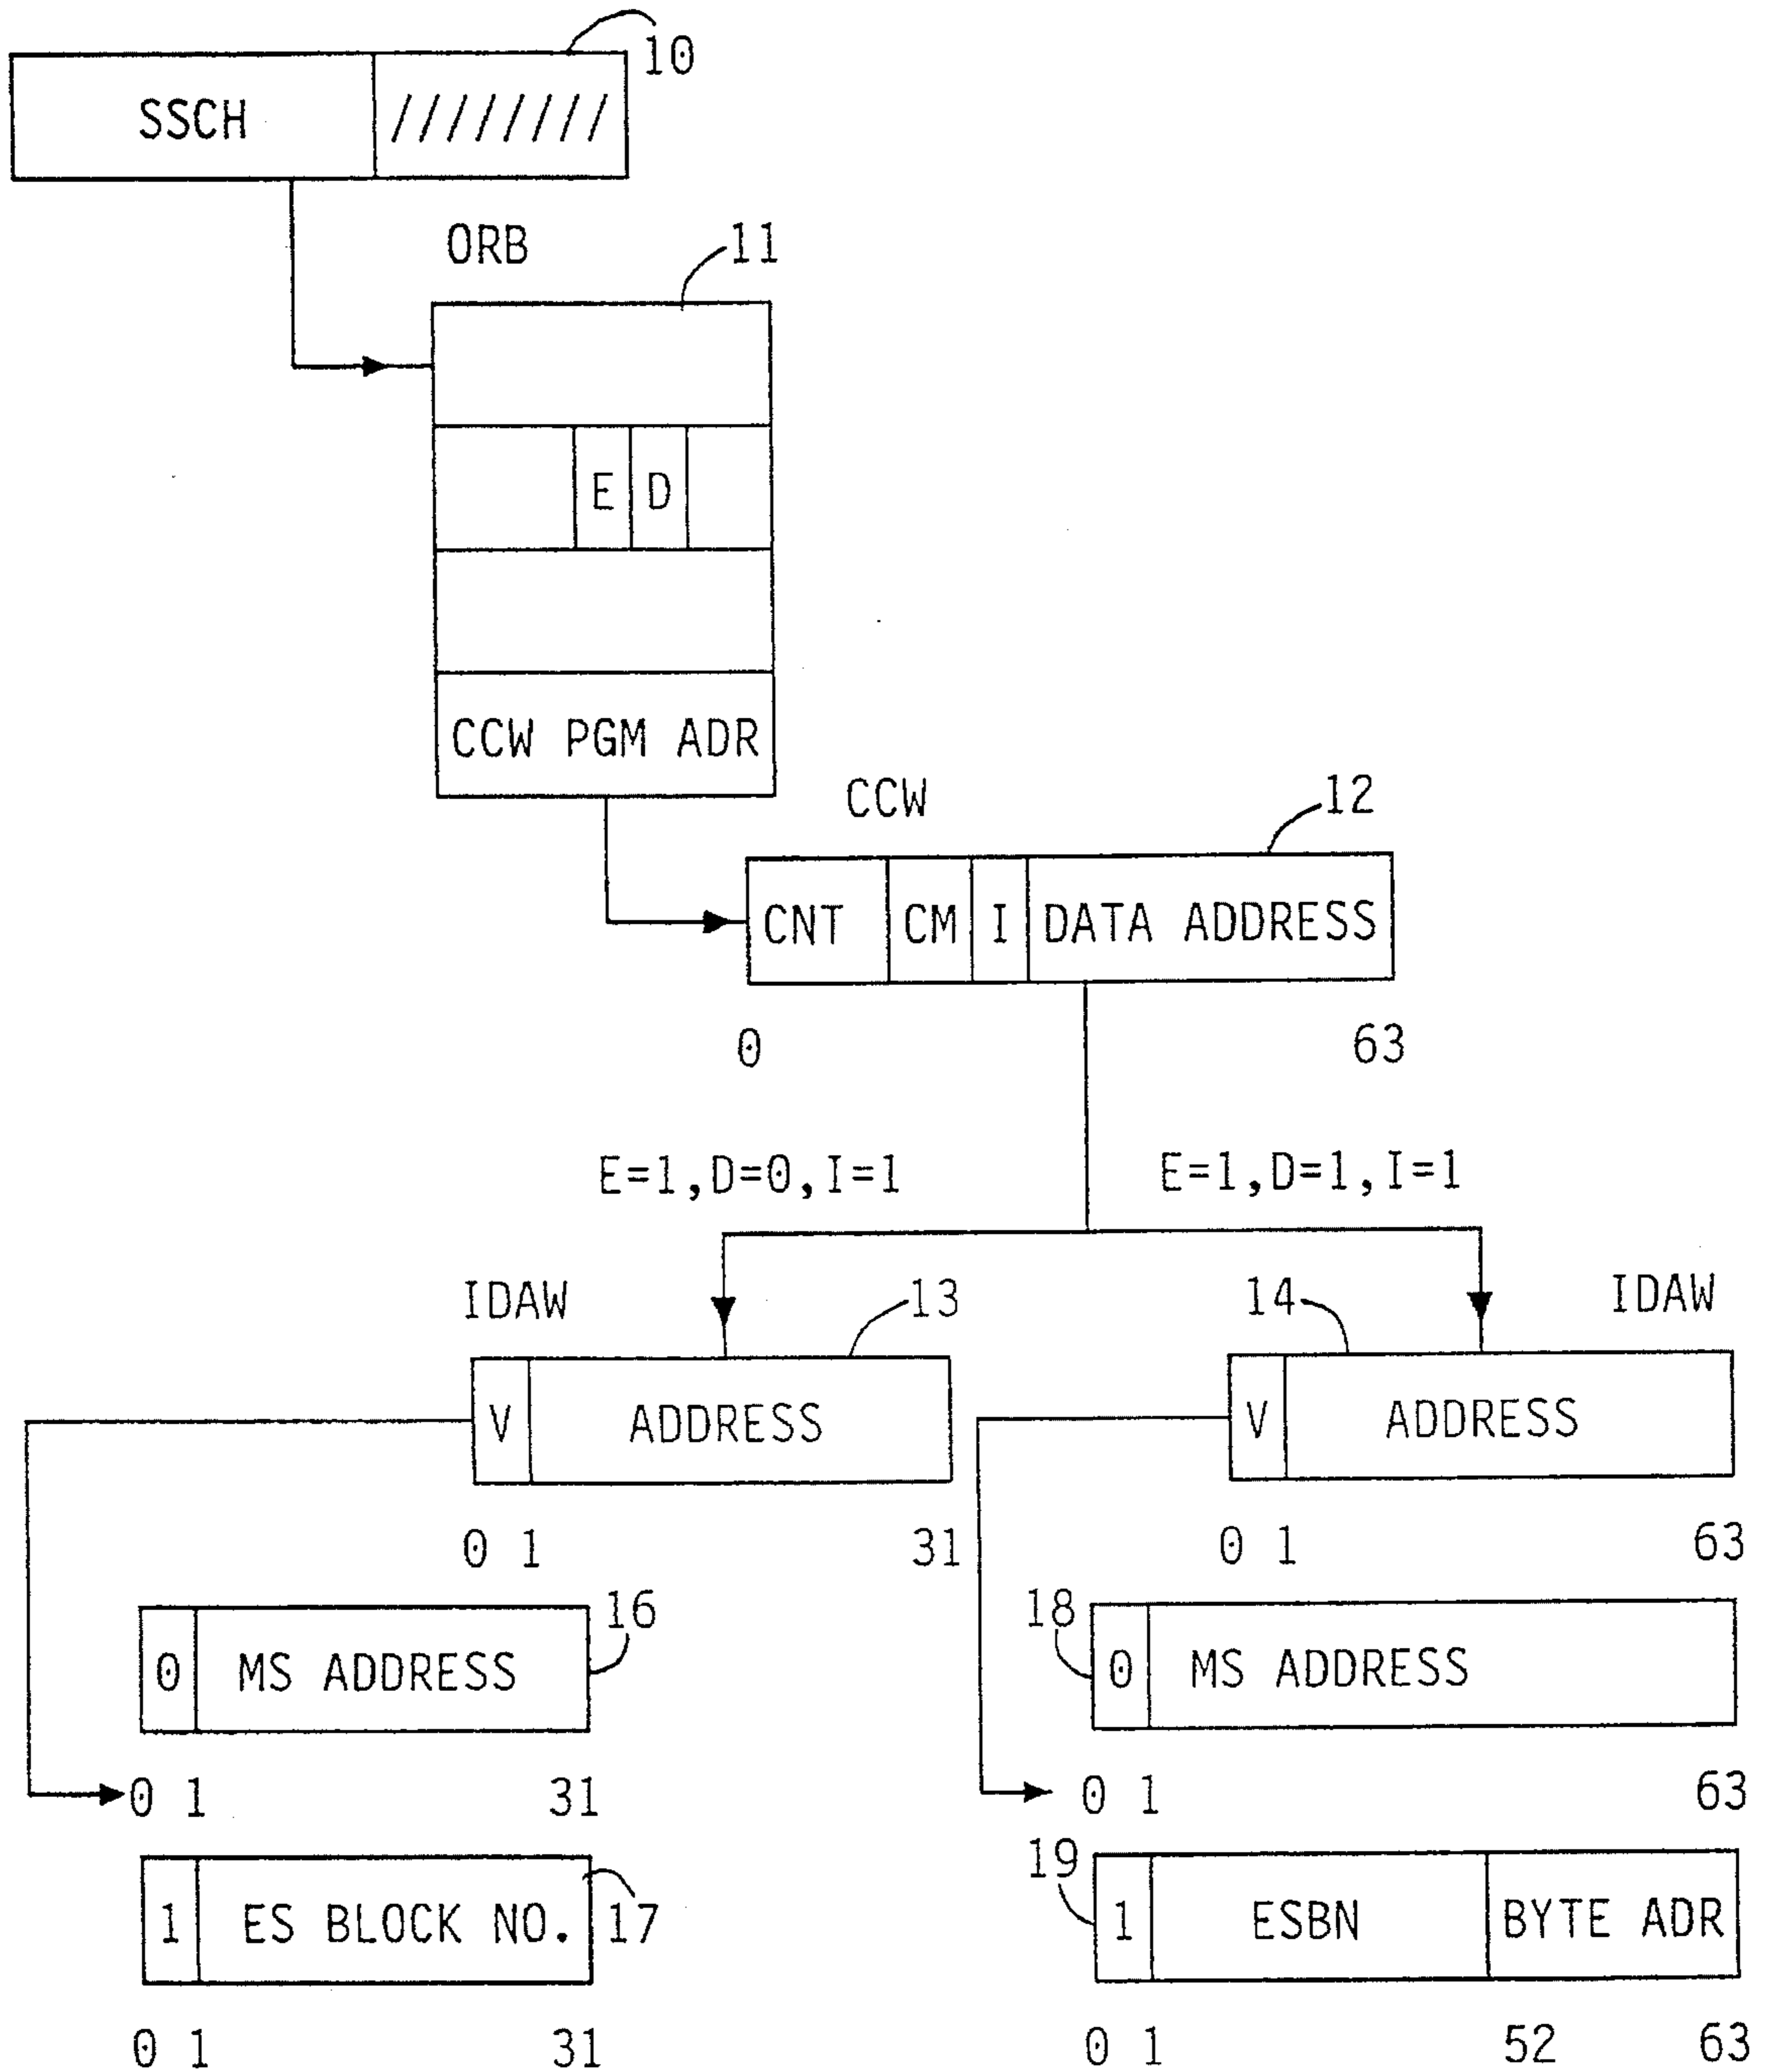 10
SSCH ////////
ORB 11
E D
CCW PGM ADR
CCW 12
CNT CM I DATA ADDRESS
0 63
E=1,D=0,I=1 E=1,D=1,I=1
IDAW 13 14 IDAW
V ADDRESS V ADDRESS
0 1 31 0 1 63
16 18
0 MS ADDRESS 0 MS ADDRESS
0 1 31 0 1 63
19
1 ES BLOCK NO. 17 1 ESBN BYTE ADR
0 1 31 0 1 52 63